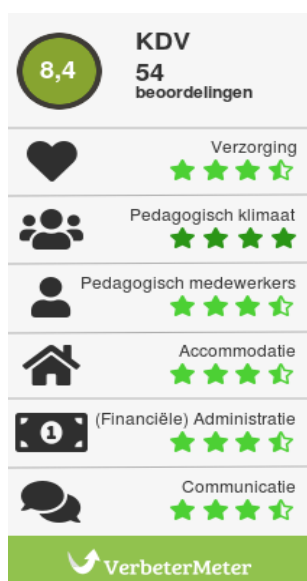 8,4
KDV
54
beoordelingen
Verzorging
Pedagogisch klimaat
Pedagogisch medewerkers
Accommodatie
1
(Financiële) Administratie
Communicatie
VerbeterMeter